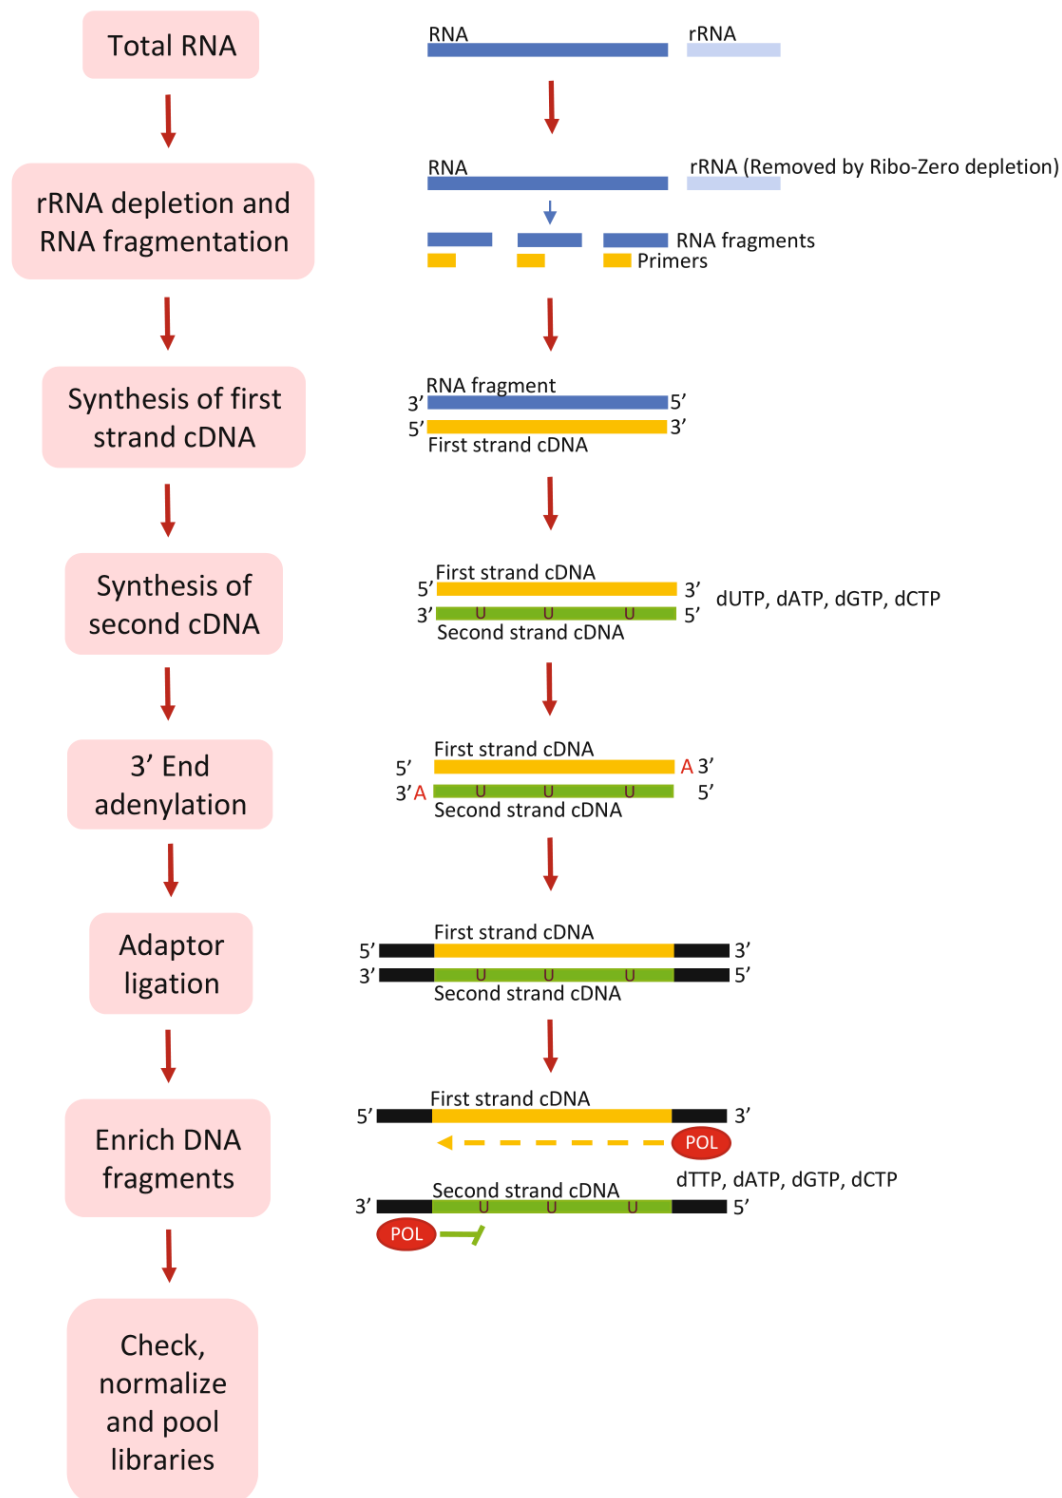 Total RNA
RNA
rRNA
rRNA depletion and
RNA fragmentation
RNA
rRNA (Removed by Ribo-Zero depletion)
RNA fragments
Primers
Synthesis of first
strand cDNA
RNA fragment
3’ 5’
5’ 3’
First strand cDNA
Synthesis of
second cDNA
First strand cDNA
5’ 3’
dUTP, dATP, dGTP, dCTP
3’ U U U 5’
Second strand cDNA
3’ End
adenylation
First strand cDNA
5’ A 3’
3’ A U U U 5’
Second strand cDNA
Adaptor
ligation
First strand cDNA
5’ 3’
3’ U U U 5’
Second strand cDNA
Enrich DNA
fragments
First strand cDNA
5’ 3’
POL
dTTP, dATP, dGTP, dCTP
Second strand cDNA
3’ U U U 5’
POL
Check,
normalize
and pool
libraries